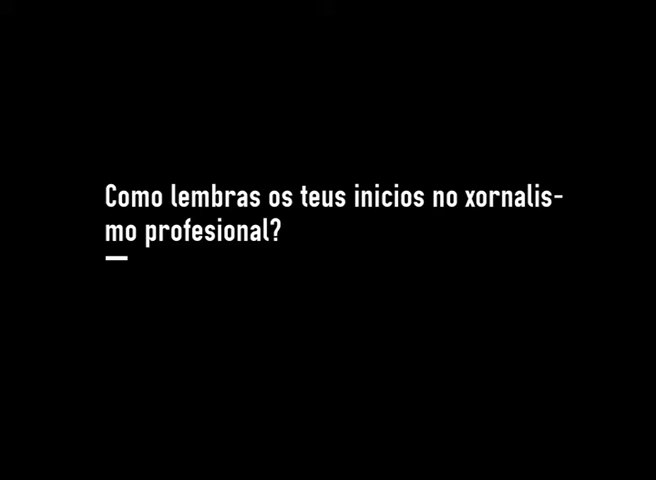 Como lembras os teus inicios no xornalis-
mo profesional?